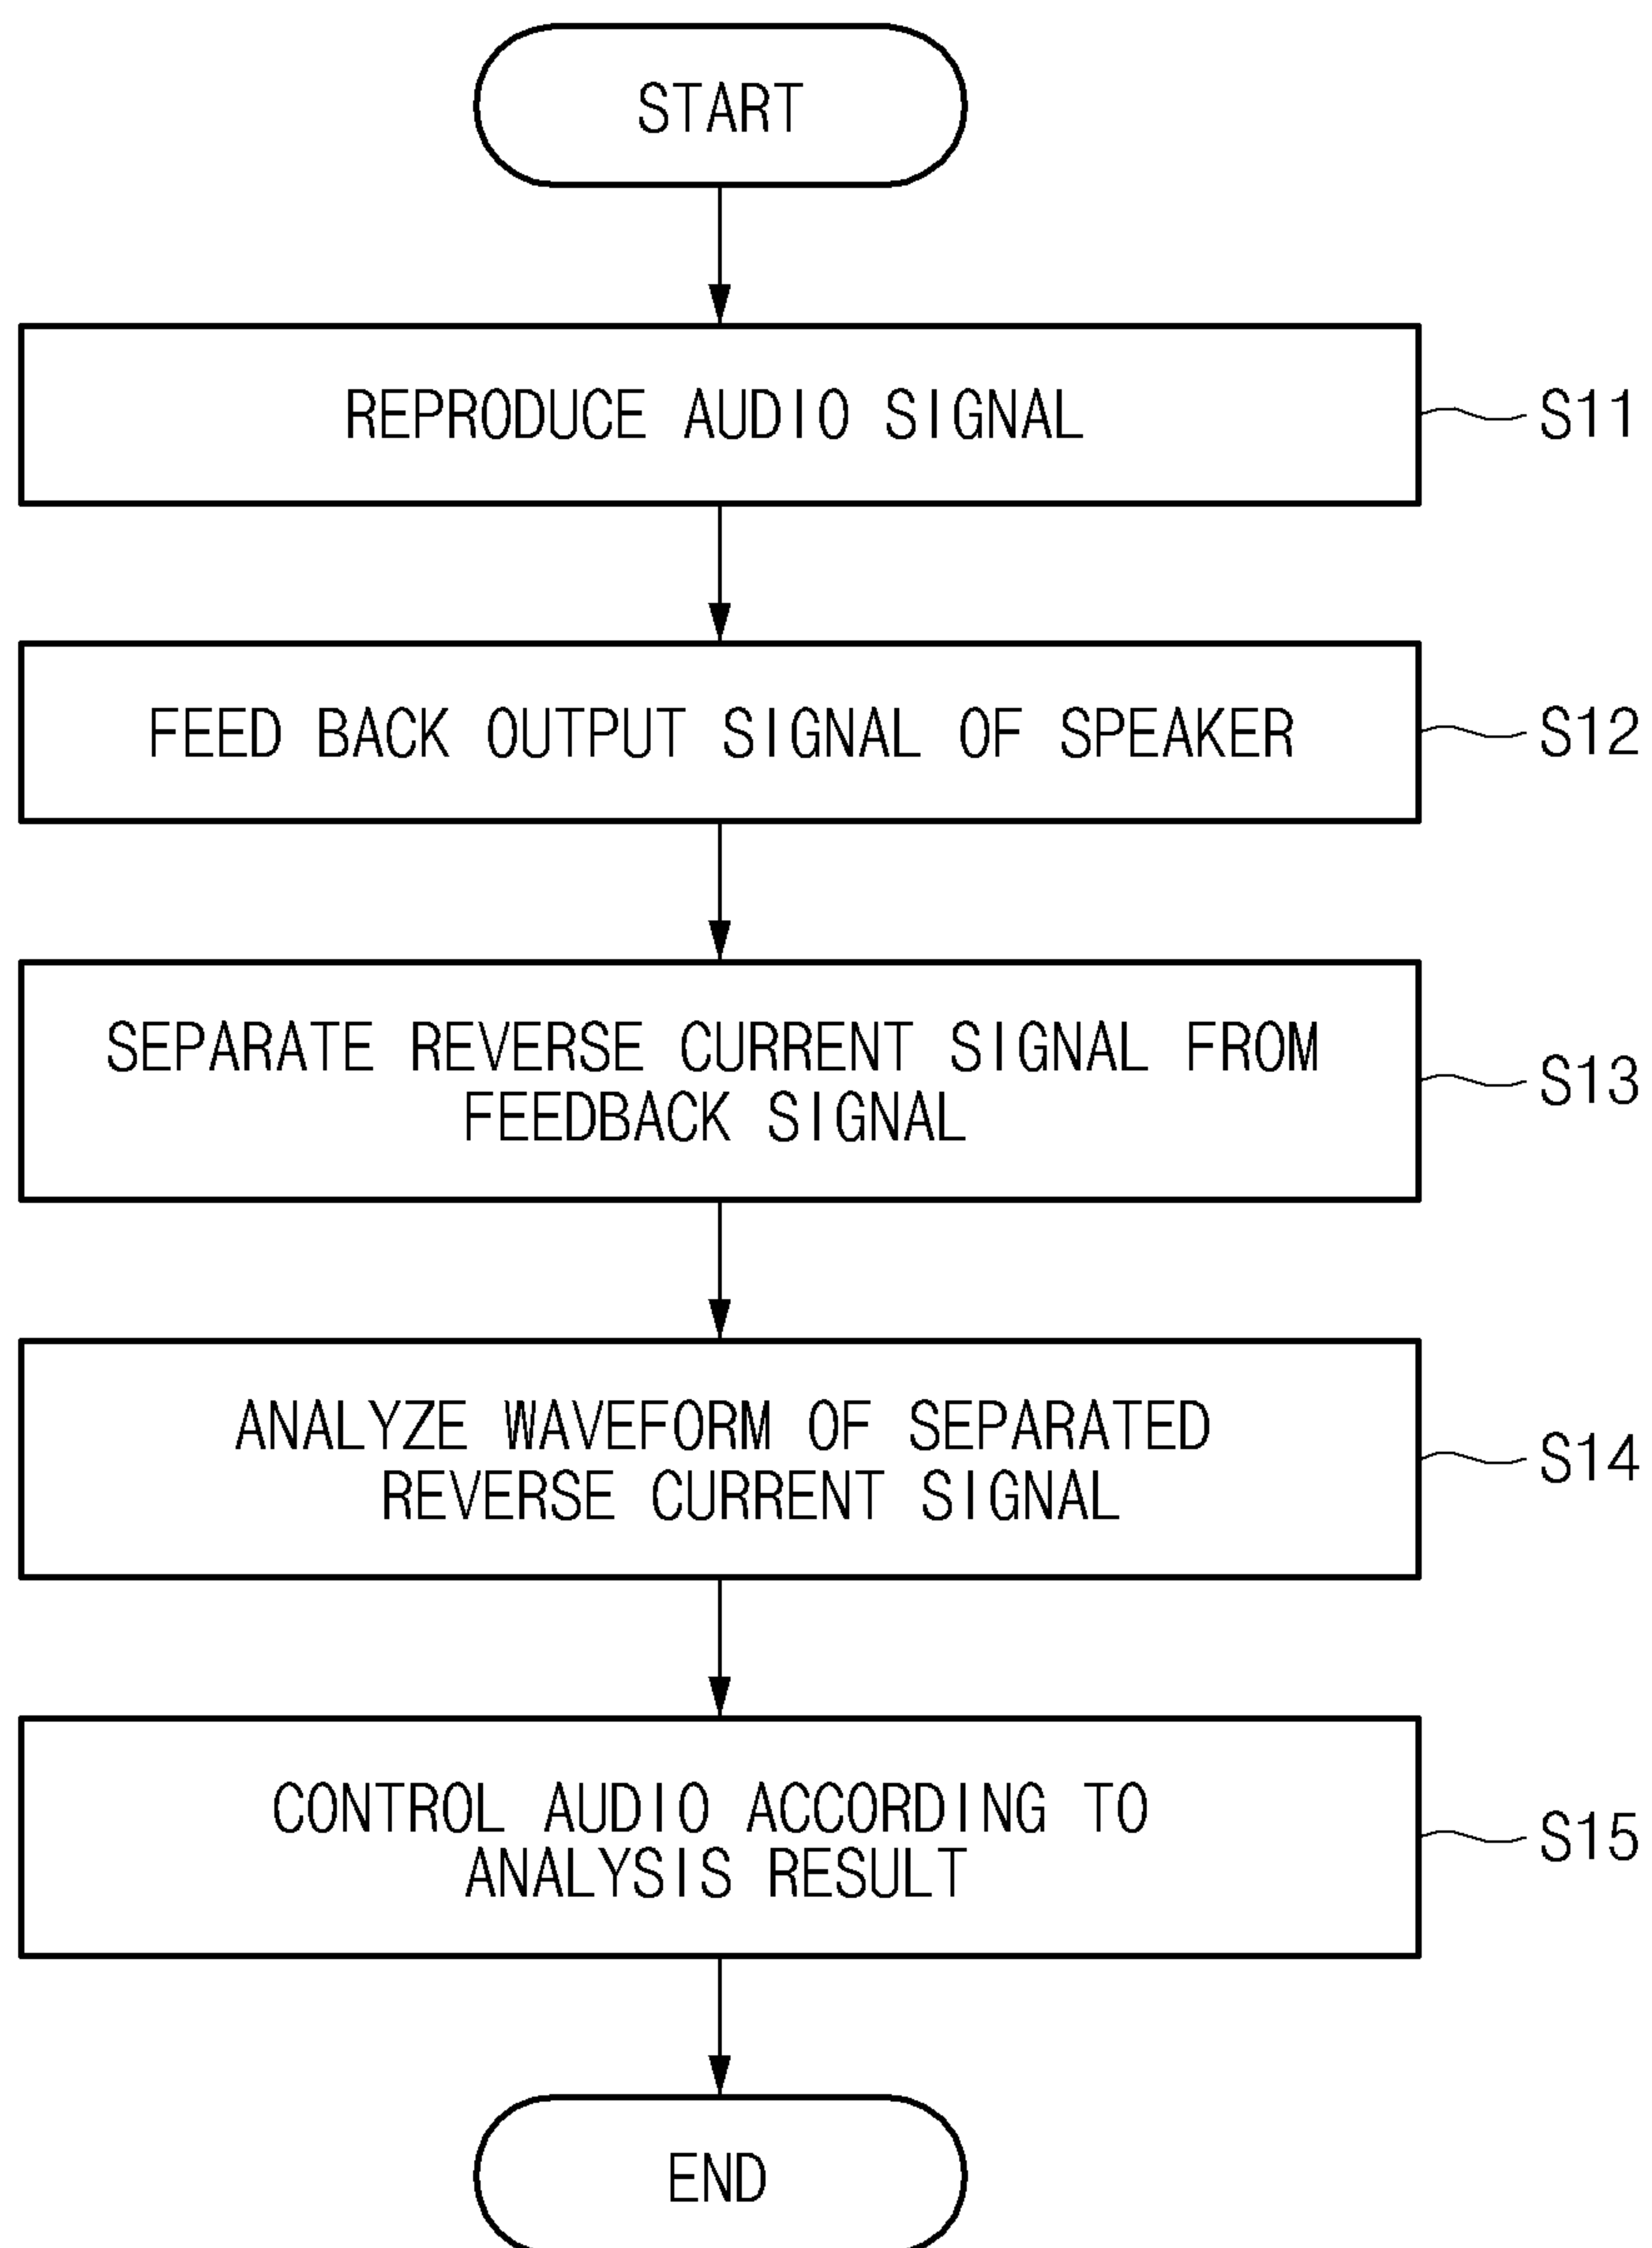 START
REPRODUCE AUDIO SIGNAL
S11
FEED BACK OUTPUT SIGNAL OF SPEAKER
S12
SEPARATE REVERSE CURRENT SIGNAL FROM
FEEDBACK SIGNAL
S13
ANALYZE WAVEFORM OF SEPARATED
REVERSE CURRENT SIGNAL
S14
CONTROL AUDIO ACCORDING TO
ANALYSIS RESULT
S15
END